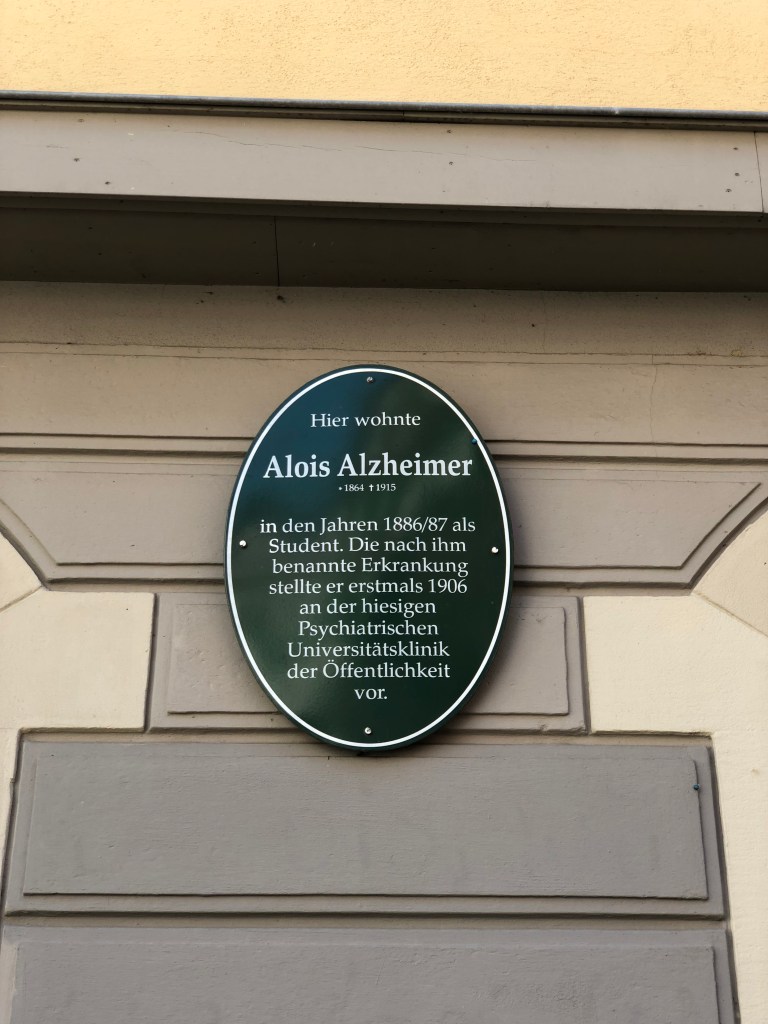 Hier wohnte
Alois Alzheimer
*1864 †1915
in den Jahren 1886/87 als
Student. Die nach ihm
benannte Erkrankung
stellte er erstmals 1906
an der hiesigen
Psychiatrischen
Universitätsklinik
der Öffentlichkeit
vor.